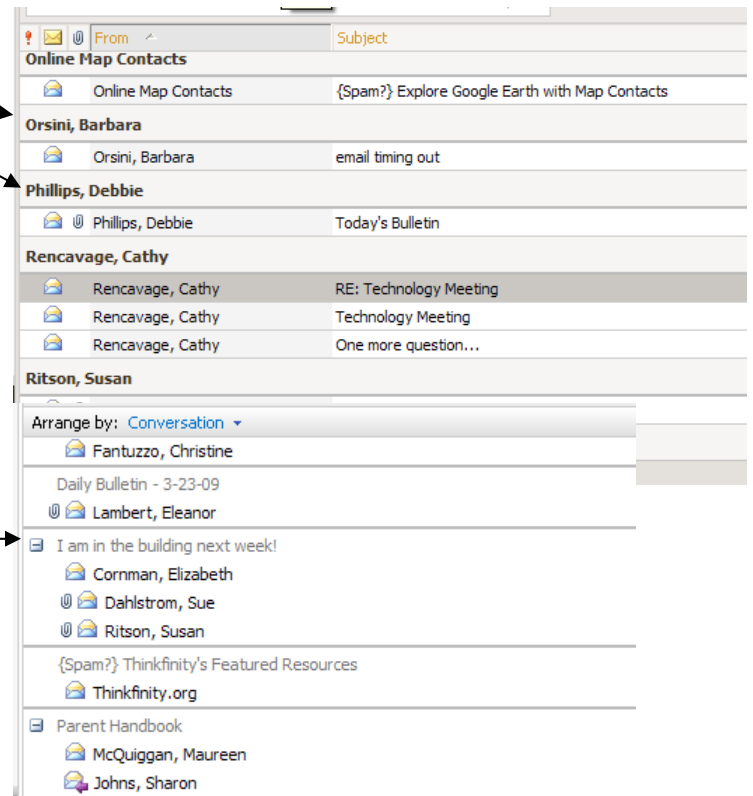 From Subject
Online Map Contacts
Online Map Contacts {Spam?} Explore Google Earth with Map Contacts
Orsini, Barbara
Orsini, Barbara email timing out
Phillips, Debbie
Phillips, Debbie Today's Bulletin
Rencavage, Cathy
Rencavage, Cathy RE: Technology Meeting
Rencavage, Cathy Technology Meeting
Rencavage, Cathy One more question...
Ritson, Susan
Arrange by: Conversation
Fantuzzo, Christine
Daily Bulletin - 3-23-09
Lambert, Eleanor
I am in the building next week!
Cornman, Elizabeth
Dahlstrom, Sue
Ritson, Susan
{Spam?} Thinkfinity's Featured Resources
Thinkfinity.org
Parent Handbook
McQuiggan, Maureen
Johns, Sharon